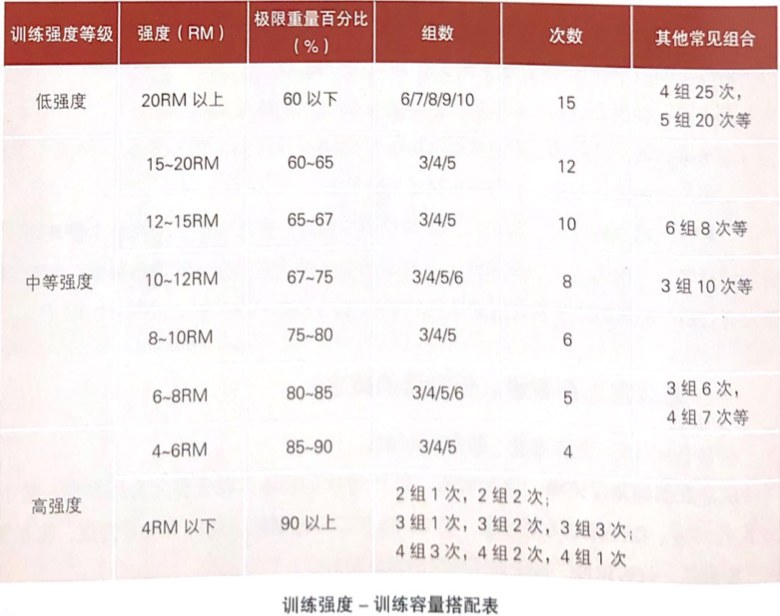 训练强度等级 强度（RM） 极限重量百分比（%） 组数 次数 其他常见组合
低强度 20RM 以上 60 以下 6/7/8/9/10 15 4 组 25 次，
5 组 20 次等
15~20RM 60~65 3/4/5 12
12~15RM 65~67 3/4/5 10 6 组 8 次等
中等强度 10~12RM 67~75 3/4/5/6 8 3 组 10 次等
8~10RM 75~80 3/4/5 6
6~8RM 80~85 3/4/5/6 5 3 组 6 次，
4 组 7 次等
4~6RM 85~90 3/4/5 4
高强度 4RM 以下 90 以上 2 组 1 次，2 组 2 次；
3 组 1 次，3 组 2 次，3 组 3 次；
4 组 3 次，4 组 2 次，4 组 1 次
训练强度 – 训练容量搭配表